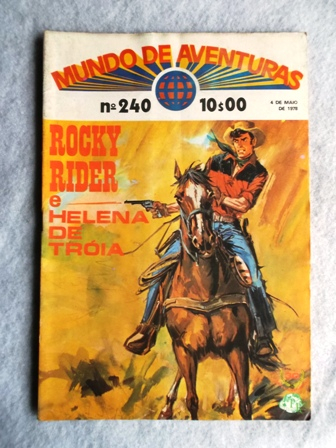 MUNDO DE AVENTURAS
nº 240
10$00
4 DE MAIO
DE 1978
ROCKY
RIDER
e
HELENA
DE
TRÓIA